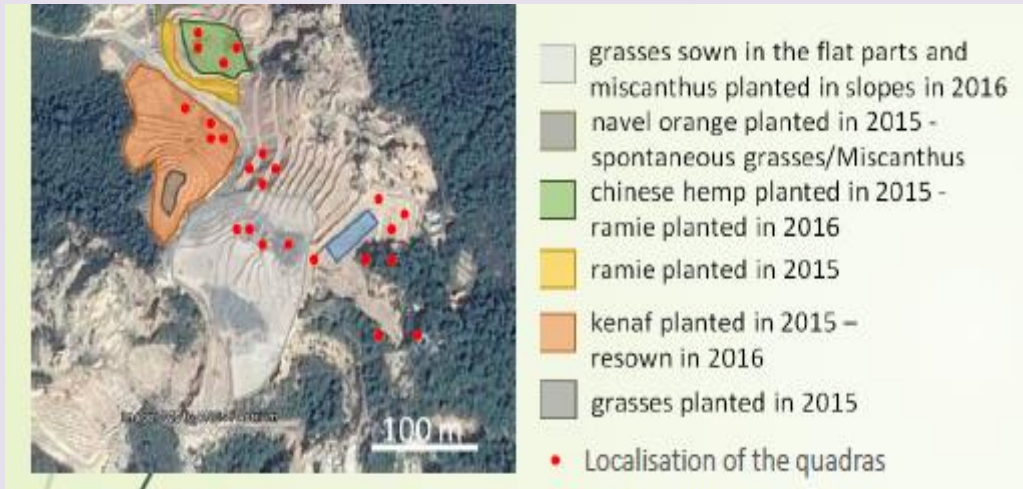 grasses sown in the flat parts and
miscanthus planted in slopes in 2016
navel orange planted in 2015 -
spontaneous grasses/Miscanthus
chinese hemp planted in 2015 -
ramie planted in 2016
ramie planted in 2015
kenaf planted in 2015 –
resown in 2016
grasses planted in 2015
100 m
Localisation of the quadras